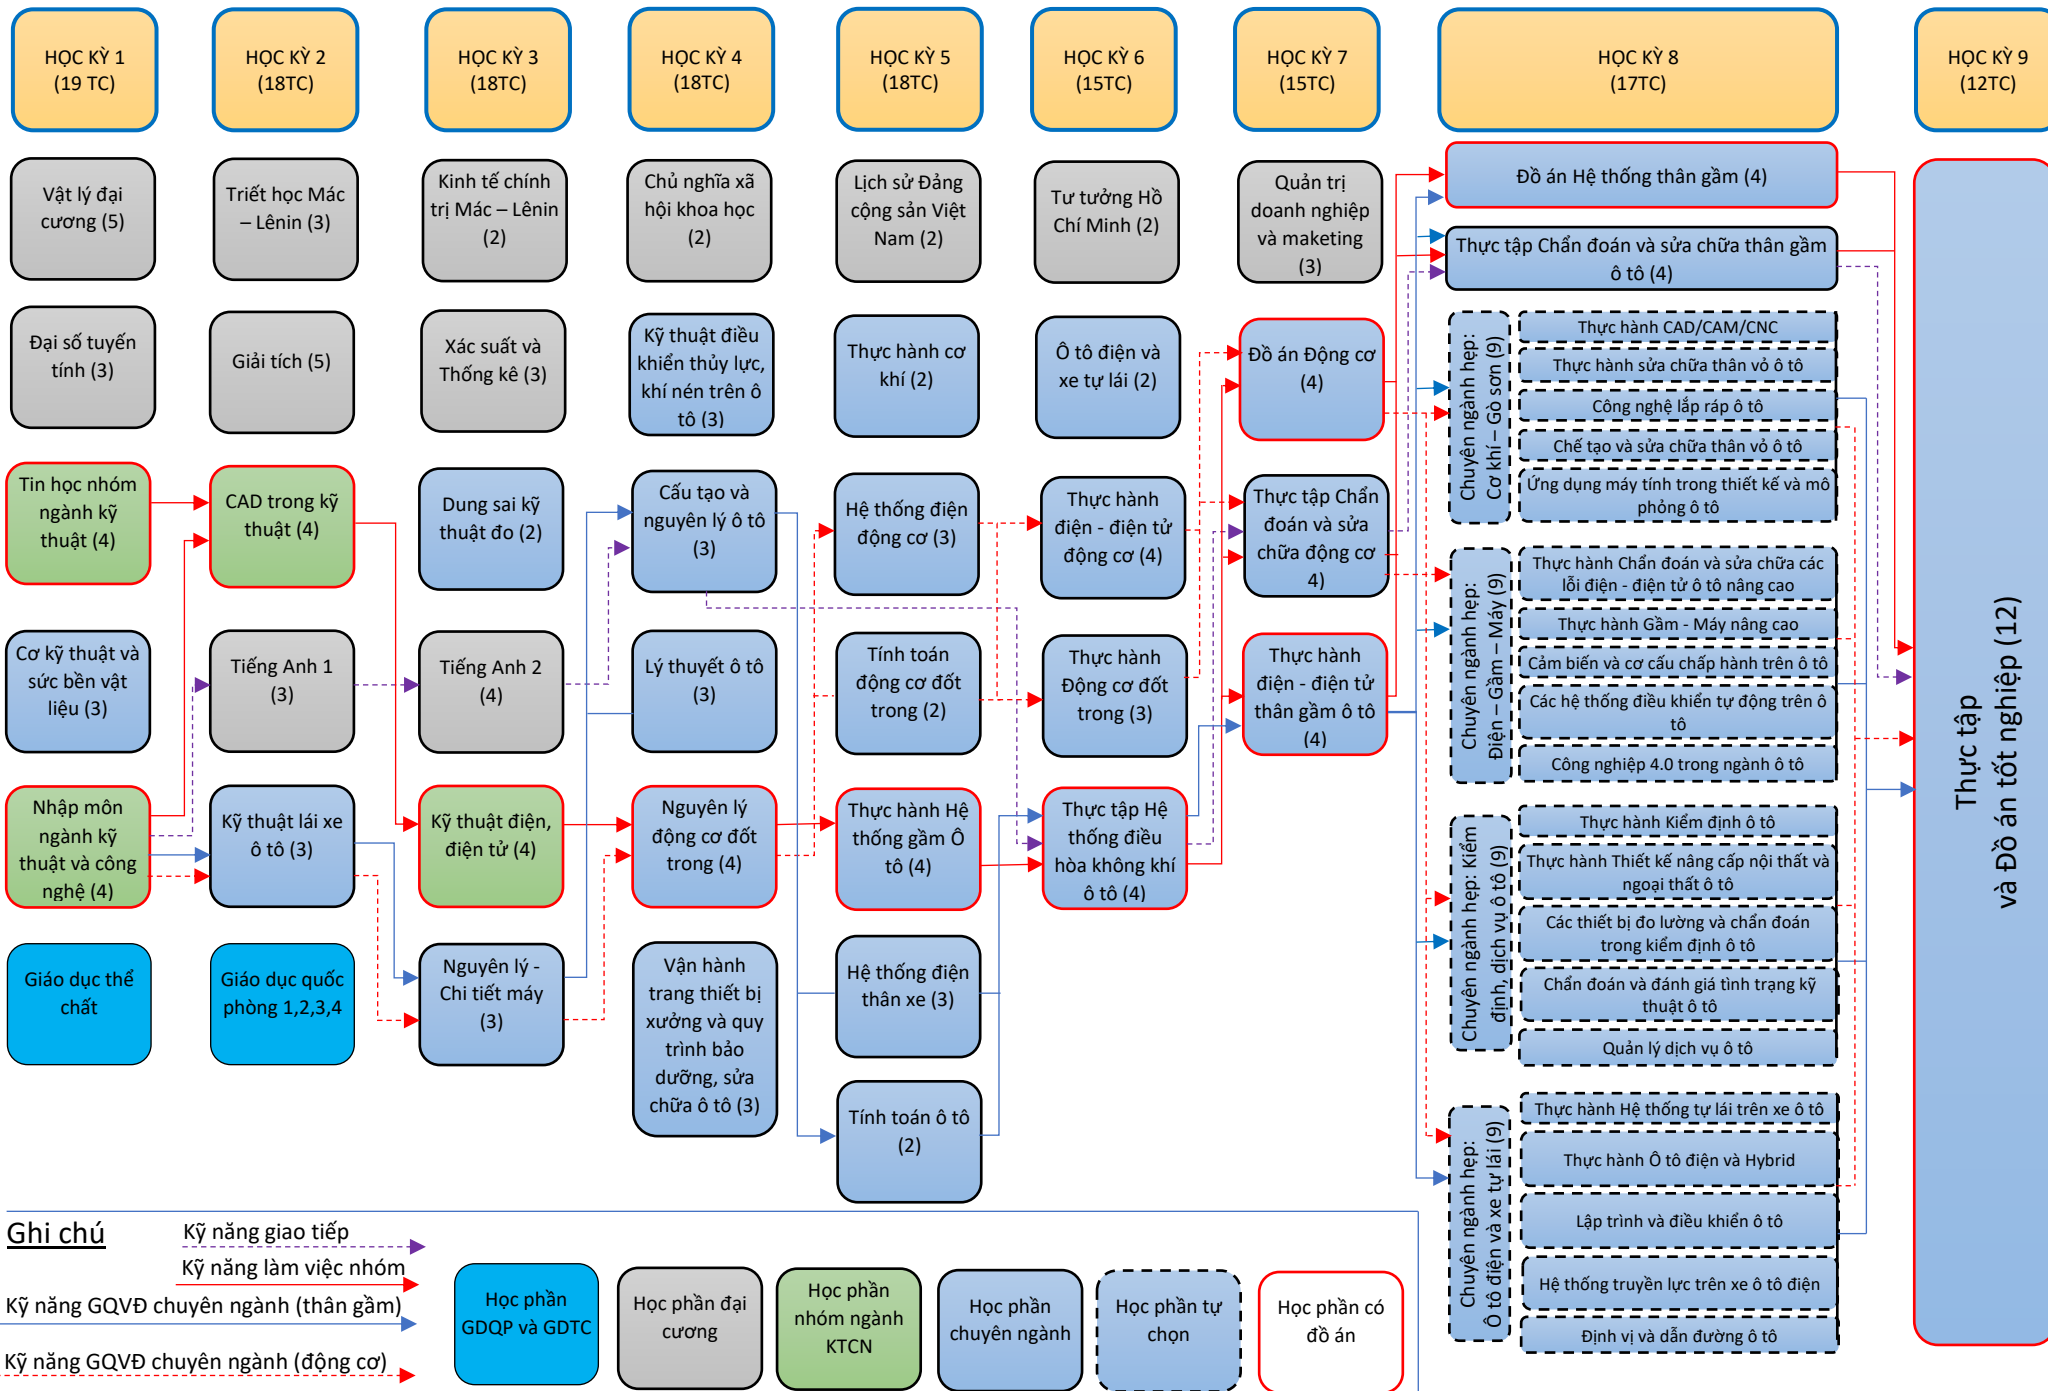 HỌC KỲ 1
(19 TC)
HỌC KỲ 2
(18TC)
HỌC KỲ 3
(18TC)
HỌC KỲ 4
(18TC)
HỌC KỲ 5
(18TC)
HỌC KỲ 6
(15TC)
HỌC KỲ 7
(15TC)
HỌC KỲ 8
(17TC)
HỌC KỲ 9
(12TC)
Vật lý đại
cương (5)
Triết học Mác
– Lênin (3)
Kinh tế chính
trị Mác – Lênin
(2)
Chủ nghĩa xã
hội khoa học
(2)
Lịch sử Đảng
cộng sản Việt
Nam (2)
Tư tưởng Hồ
Chí Minh (2)
Quản trị
doanh nghiệp
và maketing
(3)
Đồ án Hệ thống thân gầm (4)
Thực tập Chẩn đoán và sửa chữa thân gầm
ô tô (4)
Đại số tuyến
tính (3)
Giải tích (5)
Xác suất và
Thống kê (3)
Kỹ thuật điều
khiển thủy lực,
khí nén trên ô
tô (3)
Thực hành cơ
khí (2)
Ô tô điện và
xe tự lái (2)
Đồ án Động cơ
(4)
Chuyên ngành hẹp:
Cơ khí – Gò sơn (9)
Thực hành CAD/CAM/CNC
Thực hành sửa chữa thân vỏ ô tô
Công nghệ lắp ráp ô tô
Chế tạo và sửa chữa thân vỏ ô tô
Ứng dụng máy tính trong thiết kế và mô
phỏng ô tô
Tin học nhóm
ngành kỹ
thuật (4)
CAD trong kỹ
thuật (4)
Dung sai kỹ
thuật đo (2)
Cấu tạo và
nguyên lý ô tô
(3)
Hệ thống điện
động cơ (3)
Thực hành
điện - điện tử
động cơ (4)
Thực tập Chẩn
đoán và sửa
chữa động cơ
4)
Chuyên ngành hẹp:
Điện – Gầm – Máy (9)
Thực hành Chẩn đoán và sửa chữa các
lỗi điện - điện tử ô tô nâng cao
Thực hành Gầm - Máy nâng cao
Cảm biến và cơ cấu chấp hành trên ô tô
Các hệ thống điều khiển tự động trên ô
tô
Công nghiệp 4.0 trong ngành ô tô
Cơ kỹ thuật và
sức bền vật
liệu (3)
Tiếng Anh 1
(3)
Tiếng Anh 2
(4)
Lý thuyết ô tô
(3)
Tính toán
động cơ đốt
trong (2)
Thực hành
Động cơ đốt
trong (3)
Thực hành
điện - điện tử
thân gầm ô tô
(4)
Nhập môn
ngành kỹ
thuật và công
nghệ (4)
Kỹ thuật lái xe
ô tô (3)
Kỹ thuật điện,
điện tử (4)
Nguyên lý
động cơ đốt
trong (4)
Thực hành Hệ
thống gầm Ô
tô (4)
Thực tập Hệ
thống điều
hòa không khí
ô tô (4)
Chuyên ngành hẹp: Kiểm
định, dịch vụ ô tô (9)
Thực hành Kiểm định ô tô
Thực hành Thiết kế nâng cấp nội thất và
ngoại thất ô tô
Các thiết bị đo lường và chẩn đoán
trong kiểm định ô tô
Chẩn đoán và đánh giá tình trạng kỹ
thuật ô tô
Quản lý dịch vụ ô tô
Giáo dục thể
chất
Giáo dục quốc
phòng 1,2,3,4
Nguyên lý -
Chi tiết máy
(3)
Vận hành
trang thiết bị
xưởng và quy
trình bảo
dưỡng, sửa
chữa ô tô (3)
Hệ thống điện
thân xe (3)
Tính toán ô tô
(2)
Chuyên ngành hẹp:
Ô tô điện và xe tự lái (9)
Thực hành Hệ thống tự lái trên xe ô tô
Thực hành Ô tô điện và Hybrid
Lập trình và điều khiển ô tô
Hệ thống truyền lực trên xe ô tô điện
Định vị và dẫn đường ô tô
Thực tập
và Đồ án tốt nghiệp (12)
Ghi chú
Kỹ năng giao tiếp
Kỹ năng làm việc nhóm
Kỹ năng GQVĐ chuyên ngành (thân gầm)
Kỹ năng GQVĐ chuyên ngành (động cơ)
Học phần
GDQP và GDTC
Học phần đại
cương
Học phần
nhóm ngành
KTCN
Học phần
chuyên ngành
Học phần tự
chọn
Học phần có
đồ án